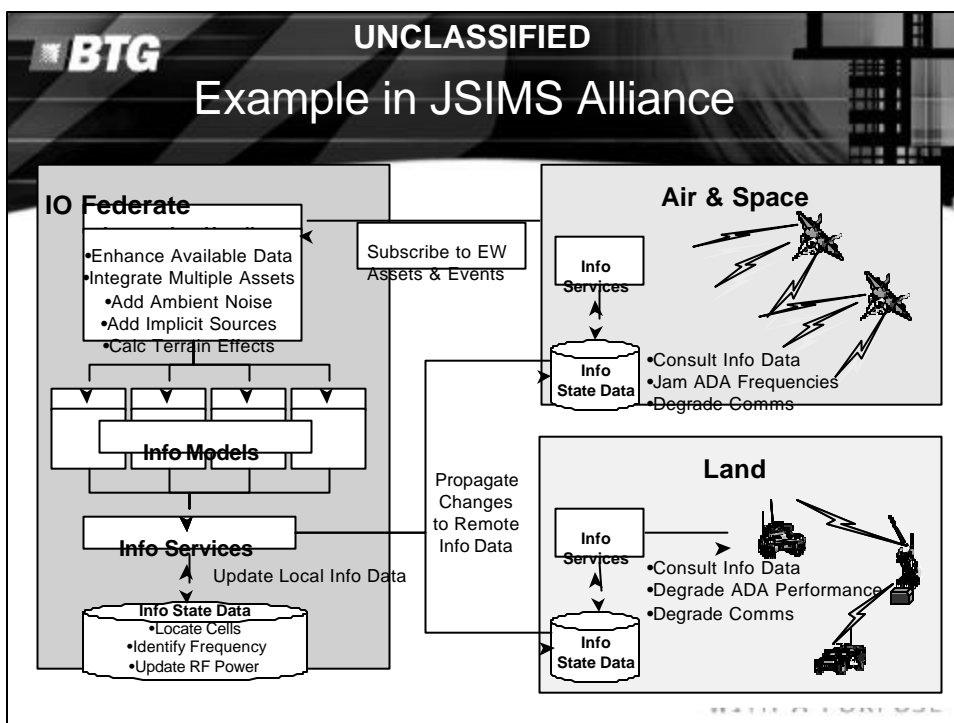 UNCLASSIFIED
BTG
Example in JSIMS Alliance
IO Federate
•Enhance Available Data
•Integrate Multiple Assets
•Add Ambient Noise
•Add Implicit Sources
•Calc Terrain Effects
Info Models
Info Services
Update Local Info Data
Info State Data
•Locate Cells
•Identify Frequency
•Update RF Power
Subscribe to EW
Assets & Events
Propagate
Changes
to Remote
Info Data
Air & Space
Info
Services
Info
State Data
•Consult Info Data
•Jam ADA Frequencies
•Degrade Comms
Land
Info
Services
Info
State Data
•Consult Info Data
•Degrade ADA Performance
•Degrade Comms
WITH A PURPOSE